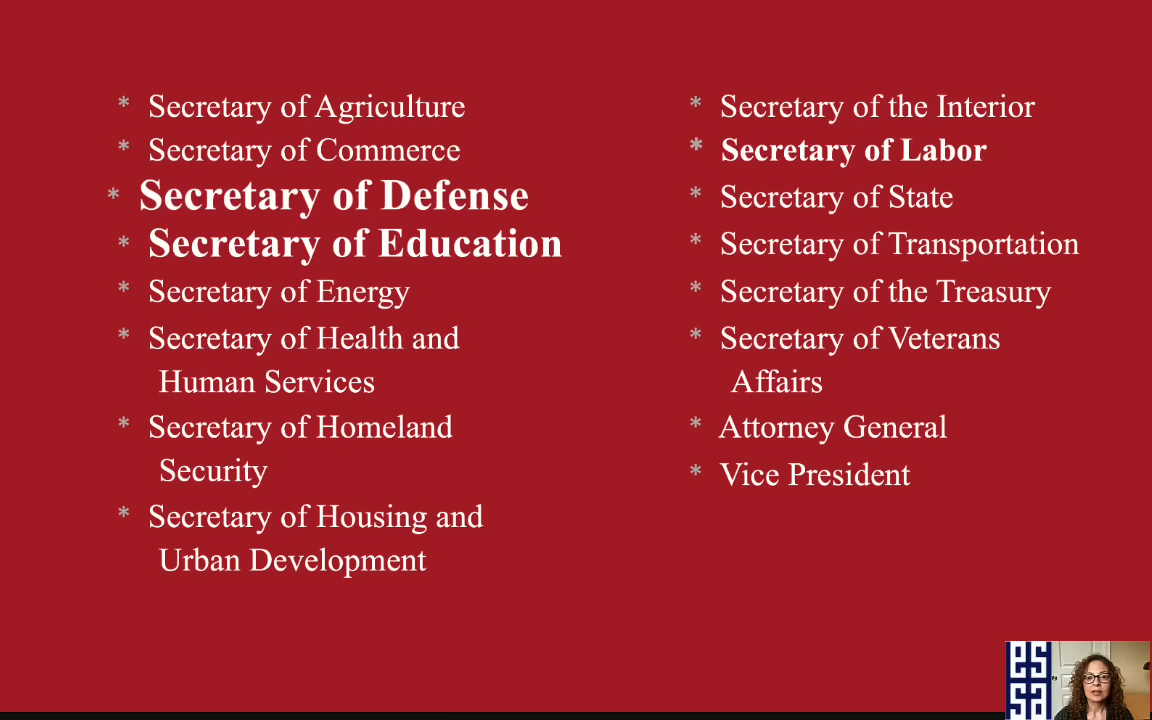 * Secretary of Agriculture
* Secretary of Commerce
* Secretary of Defense
* Secretary of Education
* Secretary of Energy
* Secretary of Health and
Human Services
* Secretary of Homeland
Security
* Secretary of Housing and
Urban Development
* Secretary of the Interior
* Secretary of Labor
* Secretary of State
* Secretary of Transportation
* Secretary of the Treasury
* Secretary of Veterans
Affairs
* Attorney General
* Vice President